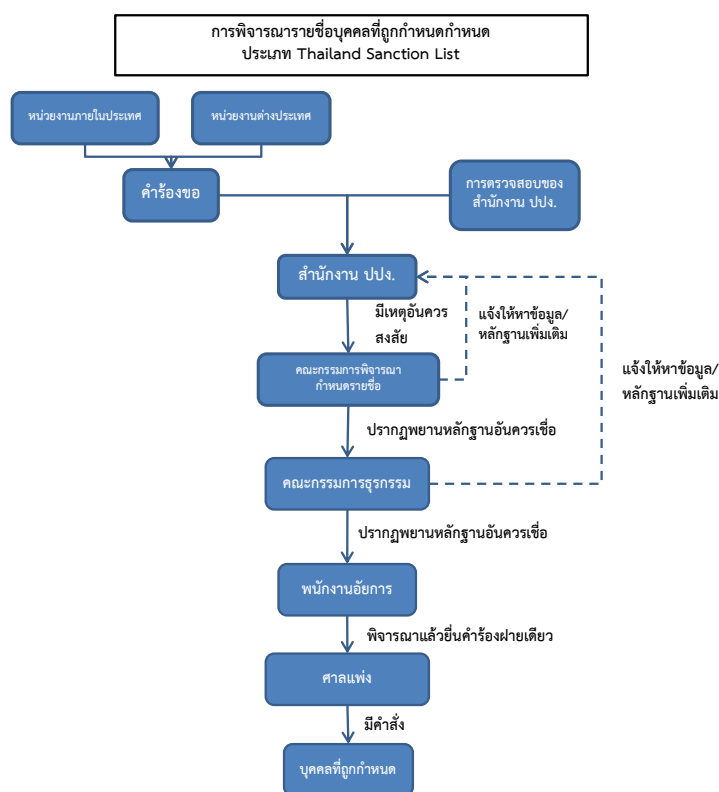 การพิจารณารายชื่อบุคคลที่ถูกกำหนดกำหนด
ประเภท Thailand Sanction List
หน่วยงานภายในประเทศ
หน่วยงานต่างประเทศ
คำร้องขอ
การตรวจสอบของ
สำนักงาน ปปง.
สำนักงาน ปปง.
มีเหตุอันควร
สงสัย
แจ้งให้หาข้อมูล/
หลักฐานเพิ่มเติม
คณะกรรมการพิจารณา
กำหนดรายชื่อ
แจ้งให้หาข้อมูล/
หลักฐานเพิ่มเติม
ปรากฏพยานหลักฐานอันควรเชื่อ
คณะกรรมการธุรกรรม
ปรากฏพยานหลักฐานอันควรเชื่อ
พนักงานอัยการ
พิจารณาแล้วยื่นคำร้องฝ่ายเดียว
ศาลแพ่ง
มีคำสั่ง
บุคคลที่ถูกกำหนด